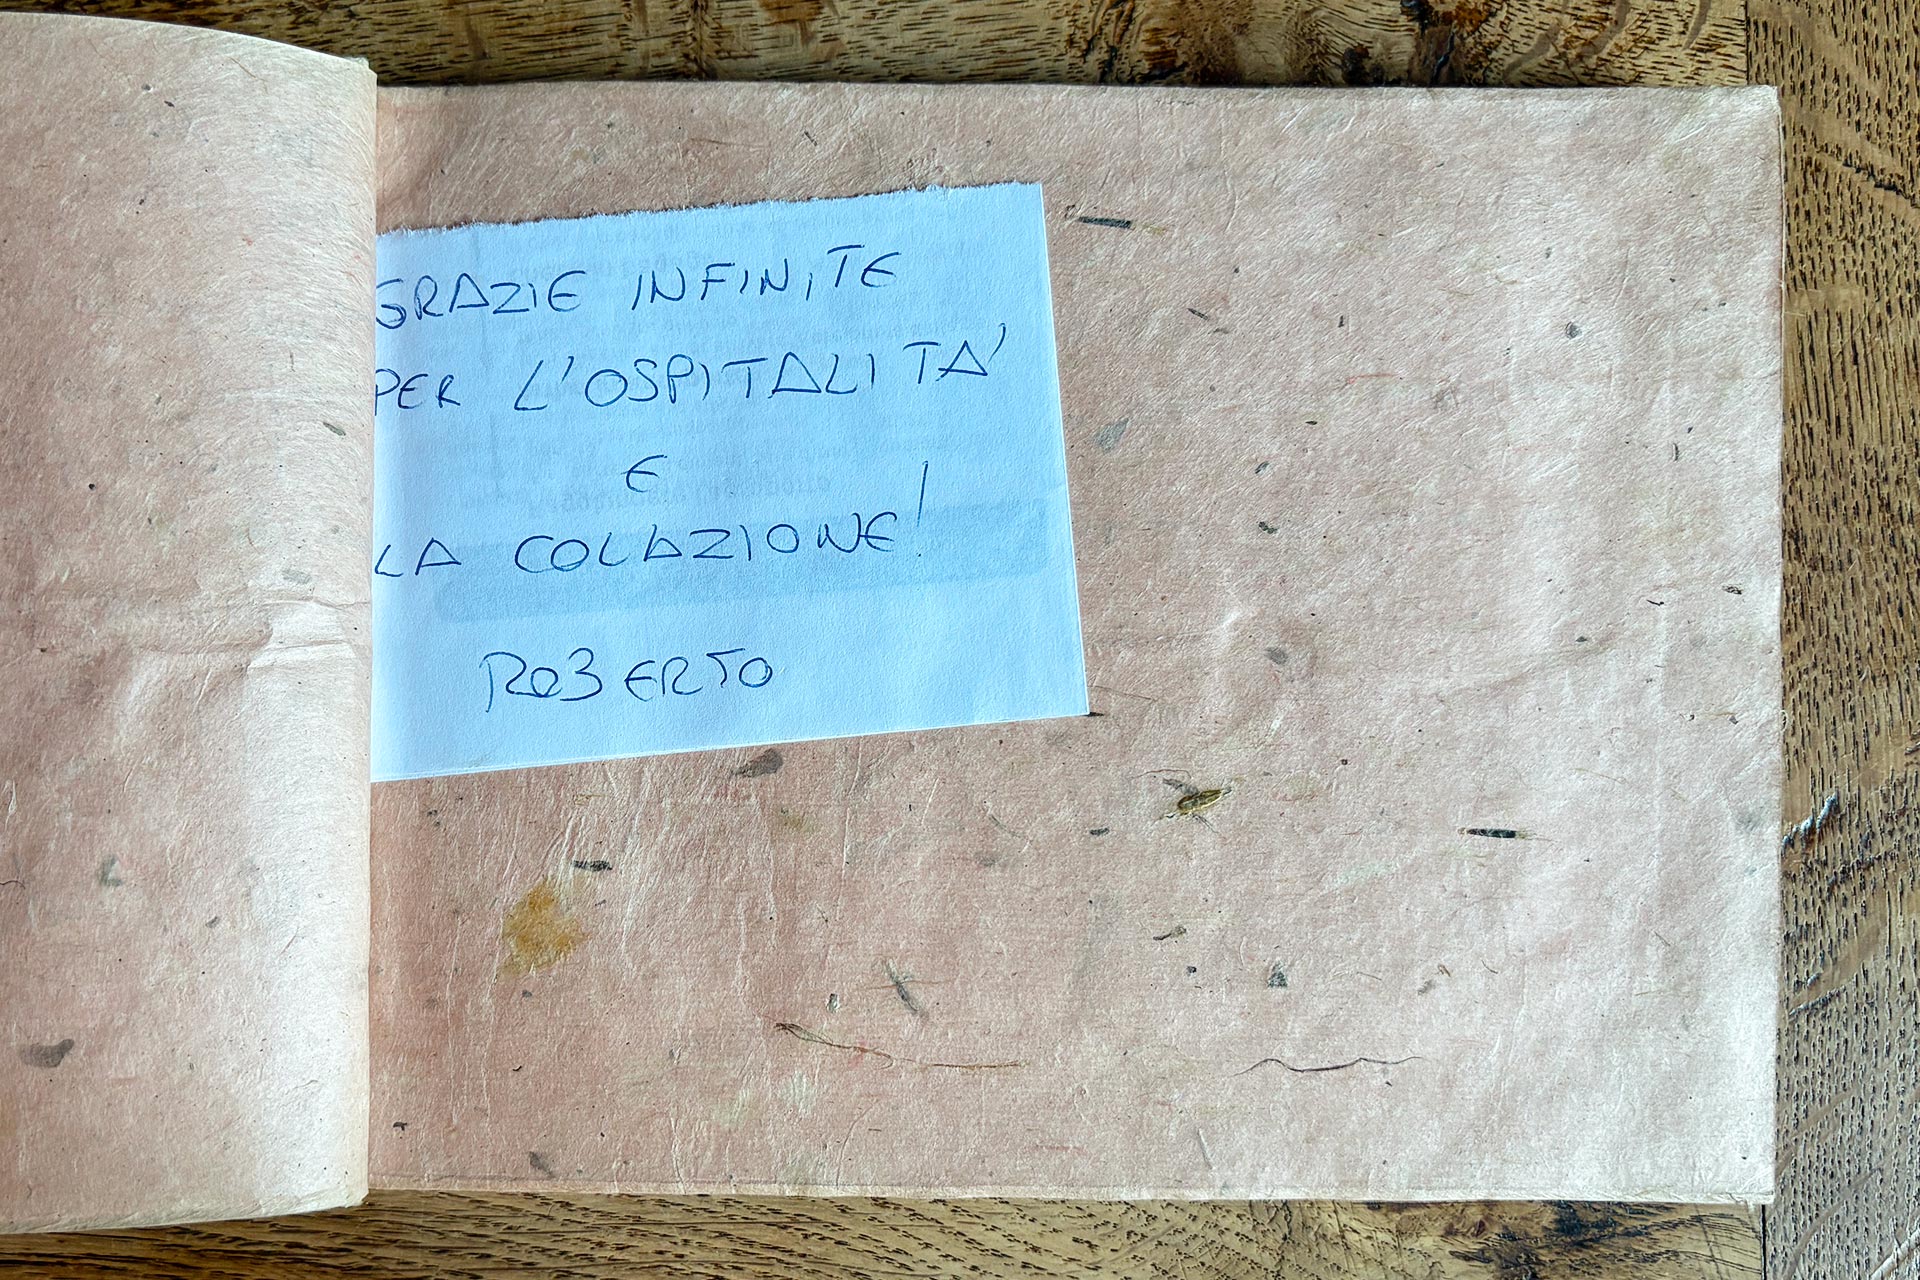 GRAZIE INFINITE
PER L'OSPITALITA'
E
LA COLAZIONE!
ROBERTO